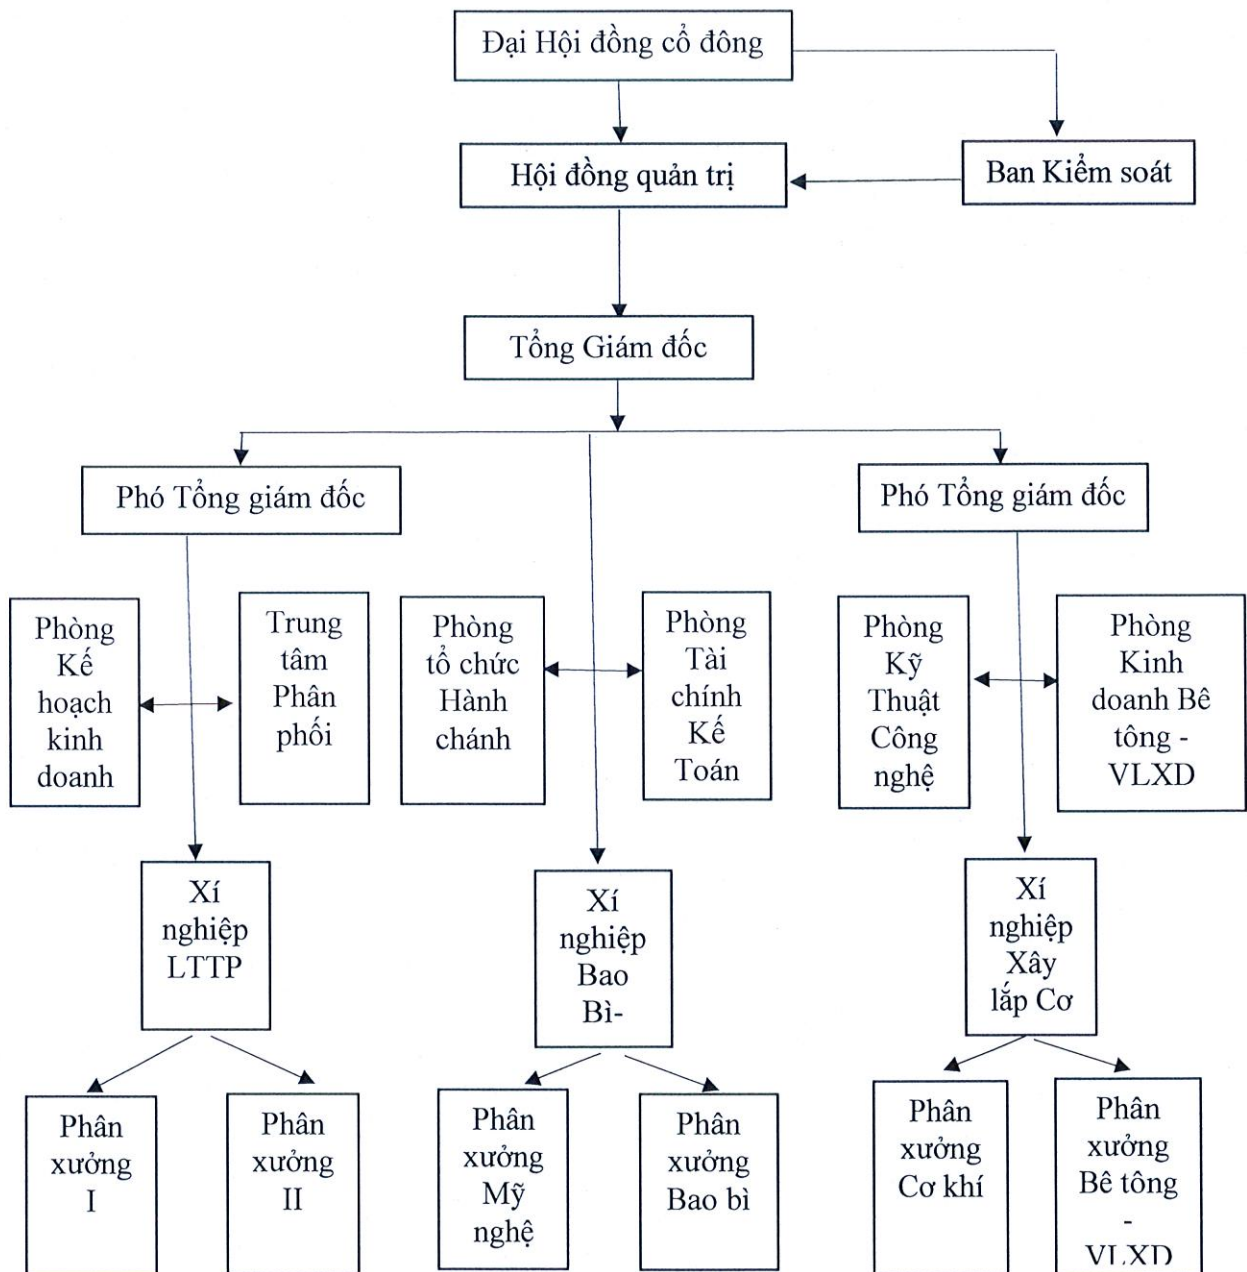 Đại Hội đồng cổ đông
Hội đồng quản trị
Ban Kiểm soát
Tổng Giám đốc
Phó Tổng giám đốc
Phó Tổng giám đốc
Phòng
Kế
hoạch
kinh
doanh
Trung
tâm
Phân
phối
Phòng
tổ chức
Hành
chánh
Phòng
Tài
chính
Kế
Toán
Phòng
Kỹ
Thuật
Công
nghệ
Phòng
Kinh
doanh Bê
tông -
VLXD
Xí
nghiệp
LTTP
Xí
nghiệp
Bao
Bì-
Xí
nghiệp
Xây
lắp Cơ
Phân
xưởng
I
Phân
xưởng
II
Phân
xưởng
Mỹ
nghệ
Phân
xưởng
Bao bì
Phân
xưởng
Cơ khí
Phân
xưởng
Bê tông
-
VLXD